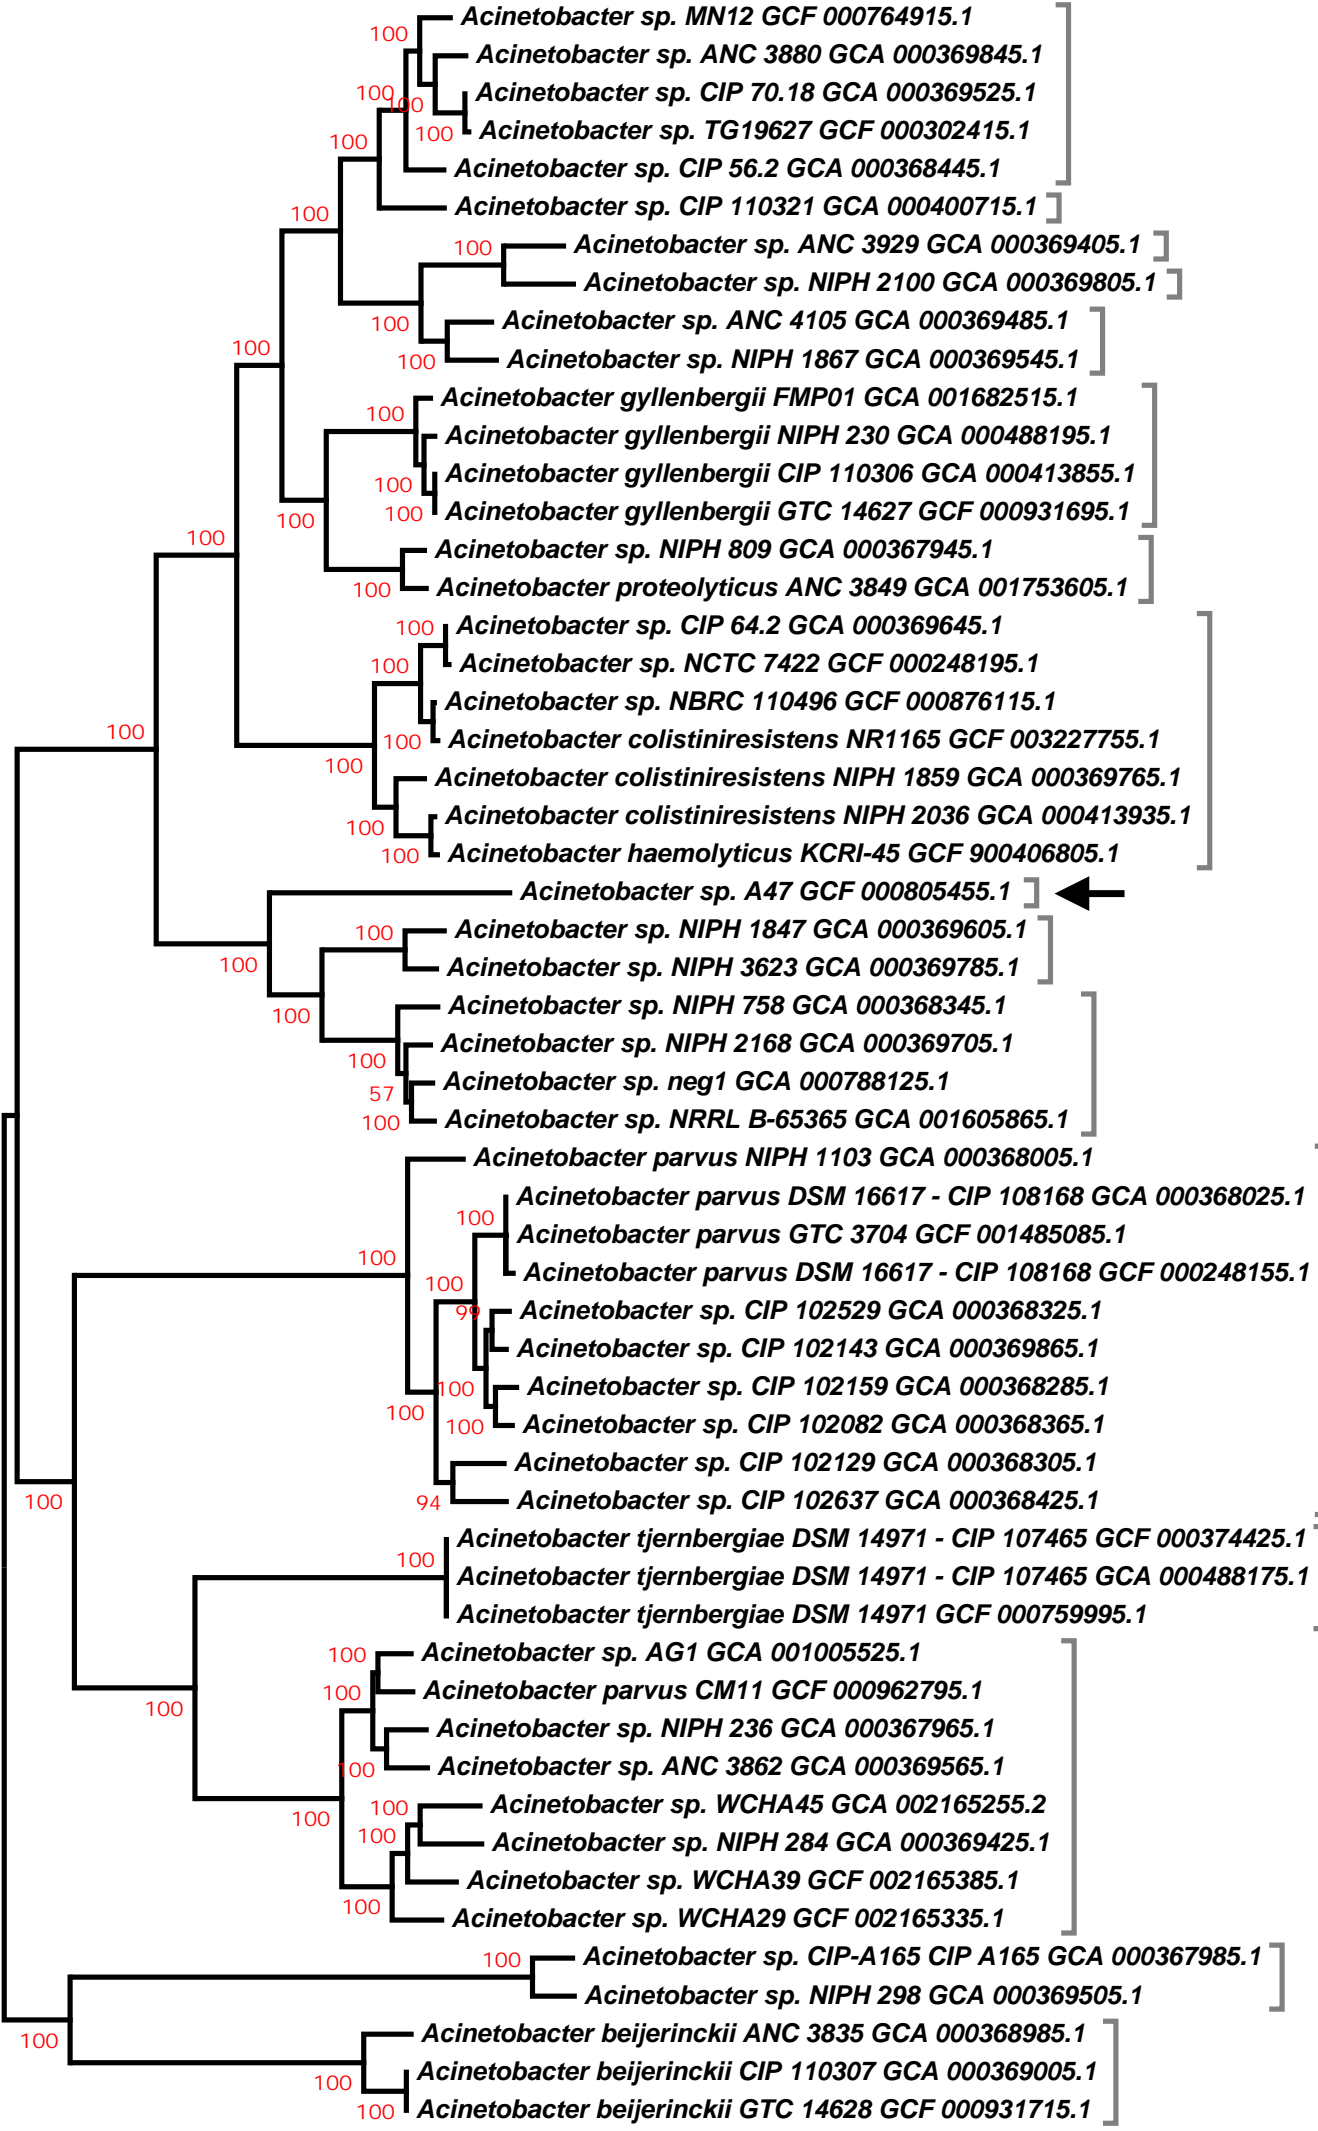 Acinetobacter sp. MN12 GCF 000764915.1
100
Acinetobacter sp. ANC 3880 GCA 000369845.1
100
Acinetobacter sp. CIP 70.18 GCA 000369525.1
100
100
Acinetobacter sp. TG19627 GCF 000302415.1
100
Acinetobacter sp. CIP 56.2 GCA 000368445.1
Acinetobacter sp. CIP 110321 GCA 000400715.1
100
100
Acinetobacter sp. ANC 3929 GCA 000369405.1
Acinetobacter sp. NIPH 2100 GCA 000369805.1
100
Acinetobacter sp. ANC 4105 GCA 000369485.1
100
100
Acinetobacter sp. NIPH 1867 GCA 000369545.1
Acinetobacter gyllenbergii FMP01 GCA 001682515.1
100
Acinetobacter gyllenbergii NIPH 230 GCA 000488195.1
Acinetobacter gyllenbergii CIP 110306 GCA 000413855.1
100
100
Acinetobacter gyllenbergii GTC 14627 GCF 000931695.1
100
100
Acinetobacter sp. NIPH 809 GCA 000367945.1
100
Acinetobacter proteolyticus ANC 3849 GCA 001753605.1
100
Acinetobacter sp. CIP 64.2 GCA 000369645.1
100
Acinetobacter sp. NCTC 7422 GCF 000248195.1
Acinetobacter sp. NBRC 110496 GCF 000876115.1
100
100
Acinetobacter colistiniresistens NR1165 GCF 003227755.1
100
Acinetobacter colistiniresistens NIPH 1859 GCA 000369765.1
Acinetobacter colistiniresistens NIPH 2036 GCA 000413935.1
100
100
Acinetobacter haemolyticus KCRI-45 GCF 900406805.1
Acinetobacter sp. A47 GCF 000805455.1
100
Acinetobacter sp. NIPH 1847 GCA 000369605.1
100
Acinetobacter sp. NIPH 3623 GCA 000369785.1
Acinetobacter sp. NIPH 758 GCA 000368345.1
100
Acinetobacter sp. NIPH 2168 GCA 000369705.1
100
Acinetobacter sp. neg1 GCA 000788125.1
57
100
Acinetobacter sp. NRRL B-65365 GCA 001605865.1
Acinetobacter parvus NIPH 1103 GCA 000368005.1
Acinetobacter parvus DSM 16617 - CIP 108168 GCA 000368025.1
100
Acinetobacter parvus GTC 3704 GCF 001485085.1
100
Acinetobacter parvus DSM 16617 - CIP 108168 GCF 000248155.1
100
99
Acinetobacter sp. CIP 102529 GCA 000368325.1
Acinetobacter sp. CIP 102143 GCA 000369865.1
100
Acinetobacter sp. CIP 102159 GCA 000368285.1
100
100
Acinetobacter sp. CIP 102082 GCA 000368365.1
Acinetobacter sp. CIP 102129 GCA 000368305.1
100
94
Acinetobacter sp. CIP 102637 GCA 000368425.1
Acinetobacter tjernbergiae DSM 14971 - CIP 107465 GCF 000374425.1
100
Acinetobacter tjernbergiae DSM 14971 - CIP 107465 GCA 000488175.1
Acinetobacter tjernbergiae DSM 14971 GCF 000759995.1
100
Acinetobacter sp. AG1 GCA 001005525.1
100
100
Acinetobacter parvus CM11 GCF 000962795.1
Acinetobacter sp. NIPH 236 GCA 000367965.1
100
Acinetobacter sp. ANC 3862 GCA 000369565.1
100
100
Acinetobacter sp. WCHA45 GCA 002165255.2
100
Acinetobacter sp. NIPH 284 GCA 000369425.1
Acinetobacter sp. WCHA39 GCF 002165385.1
100
Acinetobacter sp. WCHA29 GCF 002165335.1
100
Acinetobacter sp. CIP-A165 CIP A165 GCA 000367985.1
Acinetobacter sp. NIPH 298 GCA 000369505.1
100
Acinetobacter beijerinckii ANC 3835 GCA 000368985.1
100
Acinetobacter beijerinckii CIP 110307 GCA 000369005.1
100
Acinetobacter beijerinckii GTC 14628 GCF 000931715.1